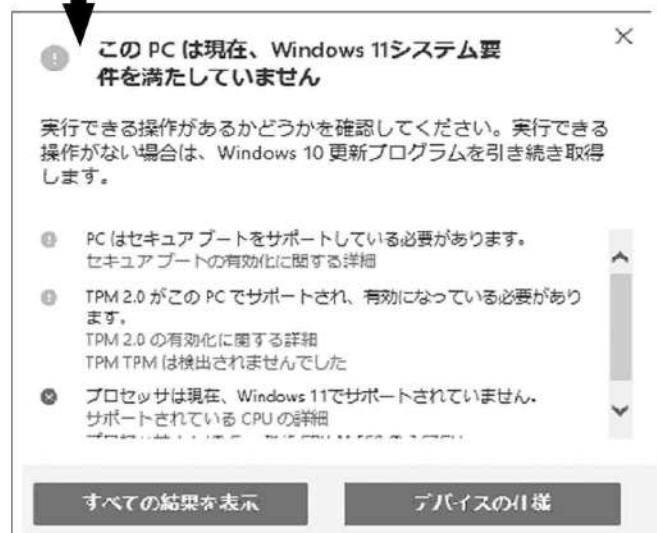 この PC は現在、Windows 11システム要
件を満たしていません
実行できる操作があるかどうかを確認してください。実行できる
操作がない場合は、Windows 10 更新プログラムを引き続き取得
します。
PC はセキュア ブートをサポートしている必要があります。
セキュア ブートの有効化に関する詳細
TPM 2.0 がこの PC でサポートされ、有効になっている必要があり
ます。
TPM 2.0 の有効化に関する詳細
TPM TPM は検出されませんでした
プロセッサは現在、Windows 11でサポートされていません。
サポートされている CPU の詳細
すべての結果を表示
デバイスの仕様